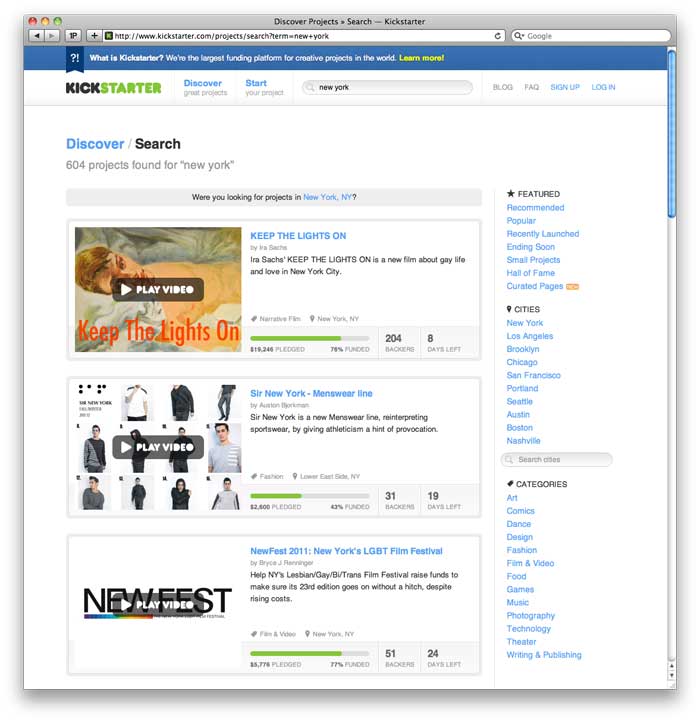 Discover Projects » Search — Kickstarter
1P
http://www.kickstarter.com/projects/search?term=new+york
Google
?! What is Kickstarter? We're the largest funding platform for creative projects in the world. Learn more!
KICKSTARTER
Discover
great projects
Start
your project
new york
BLOG FAQ SIGN UP LOG IN
Discover / Search
604 projects found for “new york”
Were you looking for projects in New York, NY?
PLAY VIDEO
Keep The Lights On
KEEP THE LIGHTS ON
by Ira Sachs
Ira Sachs' KEEP THE LIGHTS ON is a new film about gay life
and love in New York City.
Narrative Film New York, NY
$19,246 PLEDGED 76% FUNDED
204
BACKERS
8
DAYS LEFT
SIR NEW YORK
PLAY VIDEO
Sir New York - Menswear line
by Auston Bjorkman
Sir New York is a new Menswear line, reinterpreting
sportswear, by giving athleticism a hint of provocation.
Fashion Lower East Side, NY
$2,600 PLEDGED 43% FUNDED
31
BACKERS
19
DAYS LEFT
NEWFEST
PLAY VIDEO
THE NEW YORK LGBT FILM FESTIVAL
NewFest 2011: New York's LGBT Film Festival
by Bryce J Renninger
Help NY's Lesbian/Gay/Bi/Trans Film Festival raise funds to
make sure its 23rd edition goes on without a hitch, despite
rising costs.
Film & Video New York, NY
$5,776 PLEDGED 77% FUNDED
51
BACKERS
24
DAYS LEFT
FEATURED
Recommended
Popular
Recently Launched
Ending Soon
Small Projects
Hall of Fame
Curated Pages NEW
CITIES
New York
Los Angeles
Brooklyn
Chicago
San Francisco
Portland
Seattle
Austin
Boston
Nashville
Search cities
CATEGORIES
Art
Comics
Dance
Design
Fashion
Film & Video
Food
Games
Music
Photography
Technology
Theater
Writing & Publishing